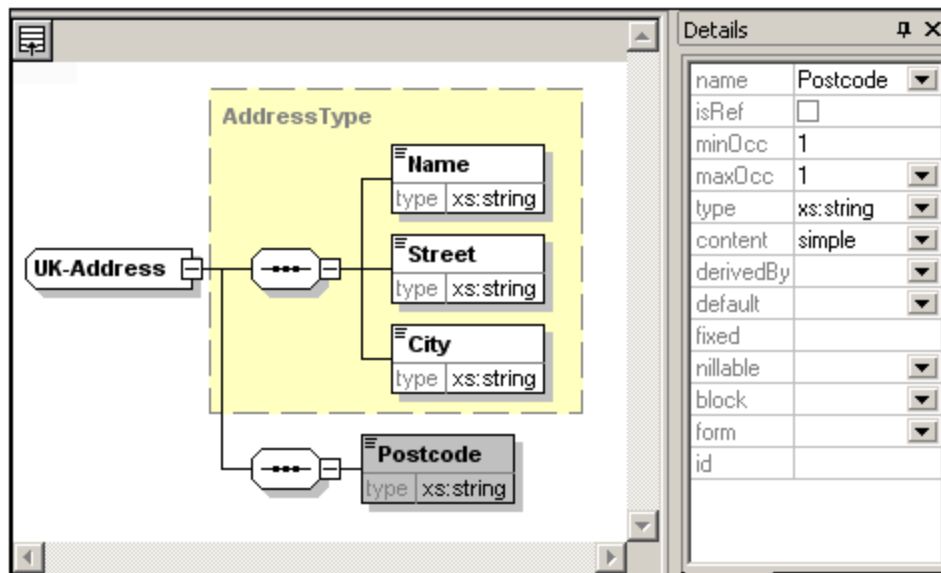 AddressType
Name
type xs:string
UK-Address
Street
type xs:string
City
type xs:string
Postcode
type xs:string
Details
name Postcode
isRef
minOcc 1
maxOcc 1
type xs:string
content simple
derivedBy
default
fixed
nillable
block
form
id